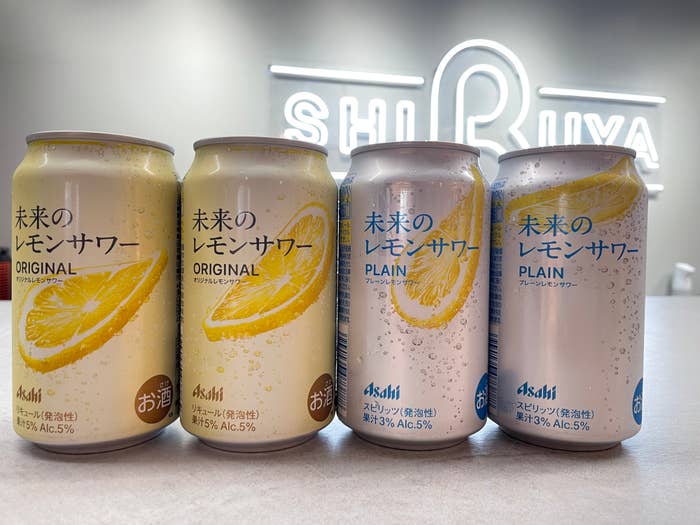 SHIRUYA
未来の
レモンサワー
ORIGINAL
オリジナルレモンサワー
Asahi
お酒
リキュール(発泡性)
果汁5% Alc.5%
未来の
レモンサワー
ORIGINAL
オリジナルレモンサワー
Asahi
お酒
リキュール(発泡性)
果汁5% Alc.5%
未来の
レモンサワー
PLAIN
プレーンレモンサワー
Asahi
お
スピリッツ(発泡性)
果汁3% Alc.5%
未来の
レモンサワー
PLAIN
プレーンレモンサワー
Asahi
お
スピリッツ(発泡性)
果汁3% Alc.5%